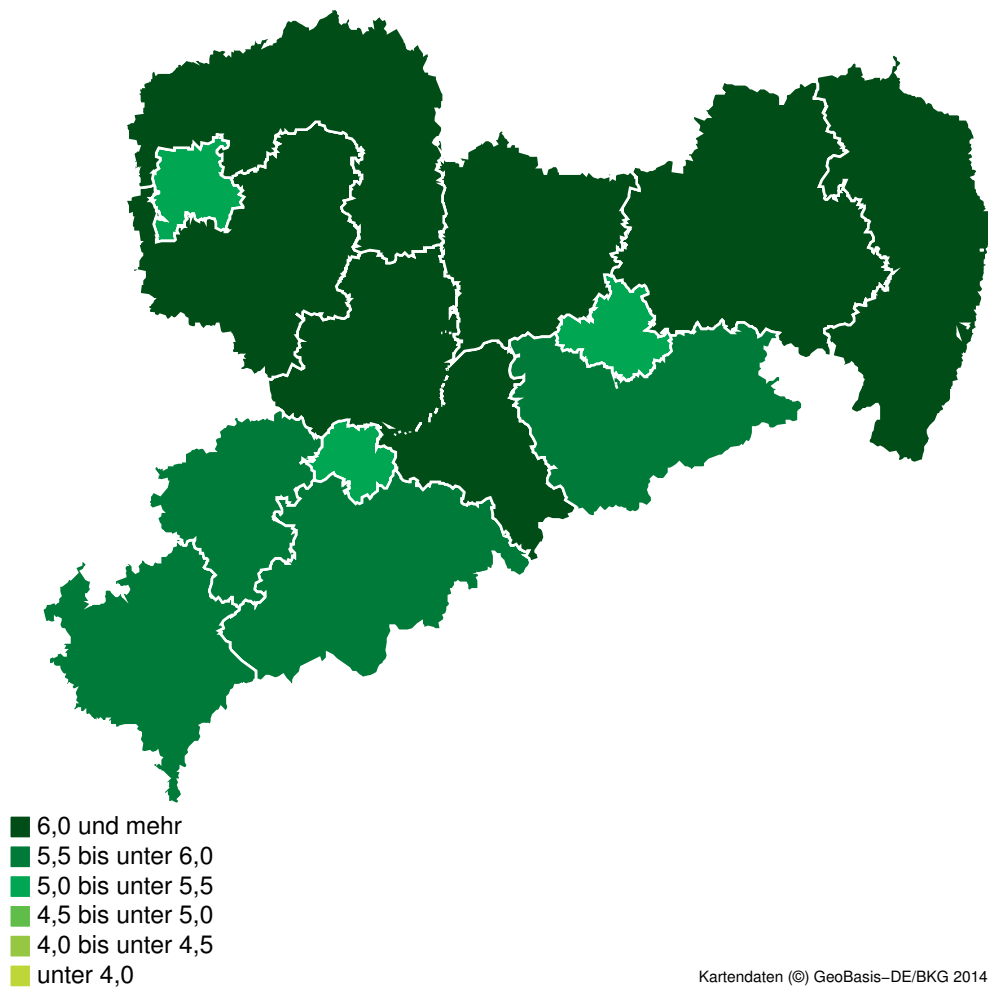 6,0 und mehr
5,5 bis unter 6,0
5,0 bis unter 5,5
4,5 bis unter 5,0
4,0 bis unter 4,5
unter 4,0
Kartendaten (©) GeoBasis−DE/BKG 2014